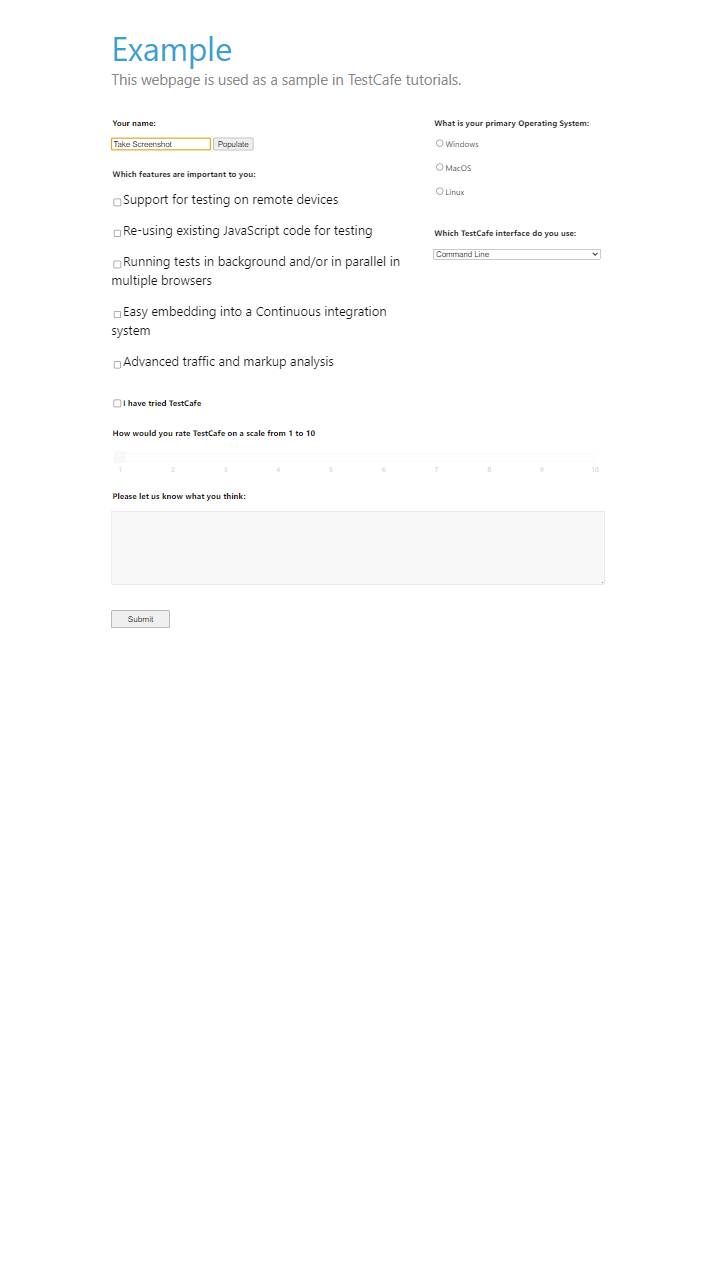 Example
This webpage is used as a sample in TestCafe tutorials.
Your name:
Take Screenshot Populate
Which features are important to you:
Support for testing on remote devices
Re-using existing JavaScript code for testing
Running tests in background and/or in parallel in
multiple browsers
Easy embedding into a Continuous integration
system
Advanced traffic and markup analysis
What is your primary Operating System:
Windows
MacOS
Linux
Which TestCafe interface do you use:
Command Line
I have tried TestCafe
How would you rate TestCafe on a scale from 1 to 10
1 2 3 4 5 6 7 8 9 10
Please let us know what you think:
Submit